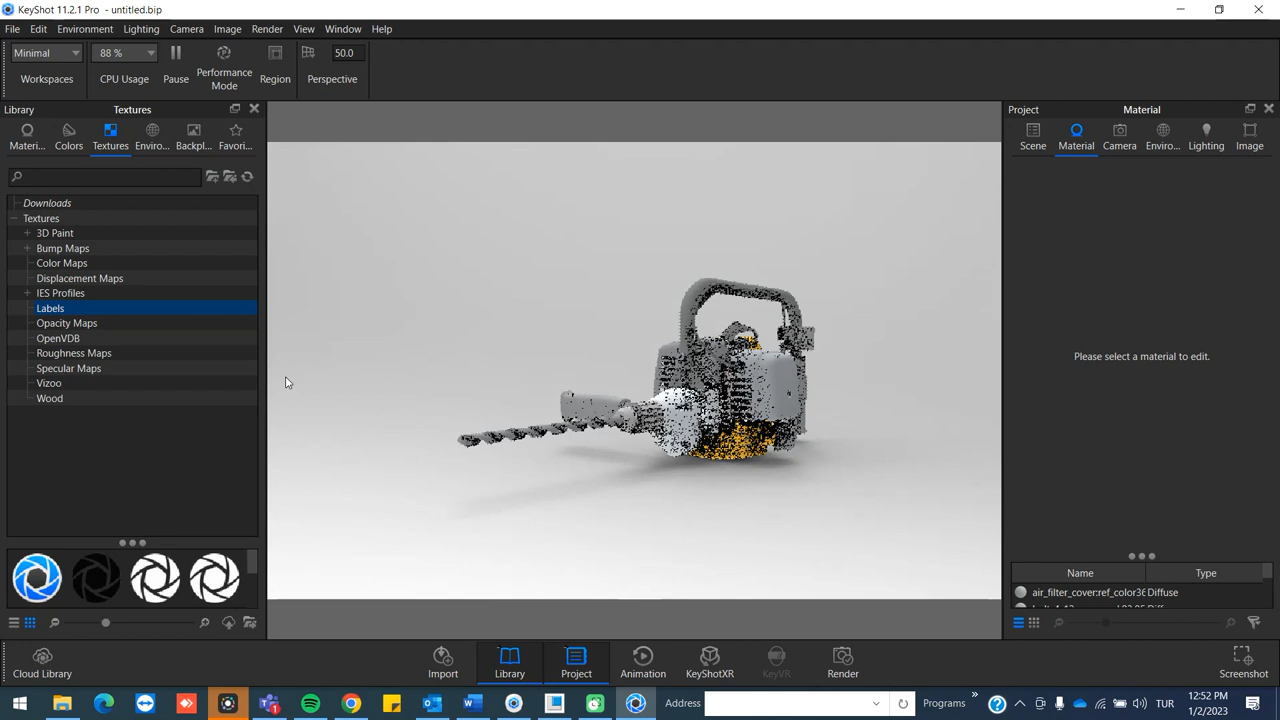 KeyShot 11.2.1 Pro - untitled.bip
File Edit Environment Lighting Camera Image Render View Window Help
Minimal 88 % 50.0
Workspaces CPU Usage Pause Performance Mode Region Perspective
Library Textures
Project Material
Materi... Colors Textures Enviro... Backpl... Favori...
Scene Material Camera Enviro... Lighting Image
Downloads
Textures
3D Paint
Bump Maps
Color Maps
Displacement Maps
IES Profiles
Labels
Opacity Maps
OpenVDB
Roughness Maps
Specular Maps
Vizoo
Wood
Please select a material to edit.
Name Type
air_filter_cover:ref_color36 Diffuse
Cloud Library Import Library Project Animation KeyShotXR KeyVR Render Screenshot
Address Programs » TUR
12:52 PM
1/2/2023